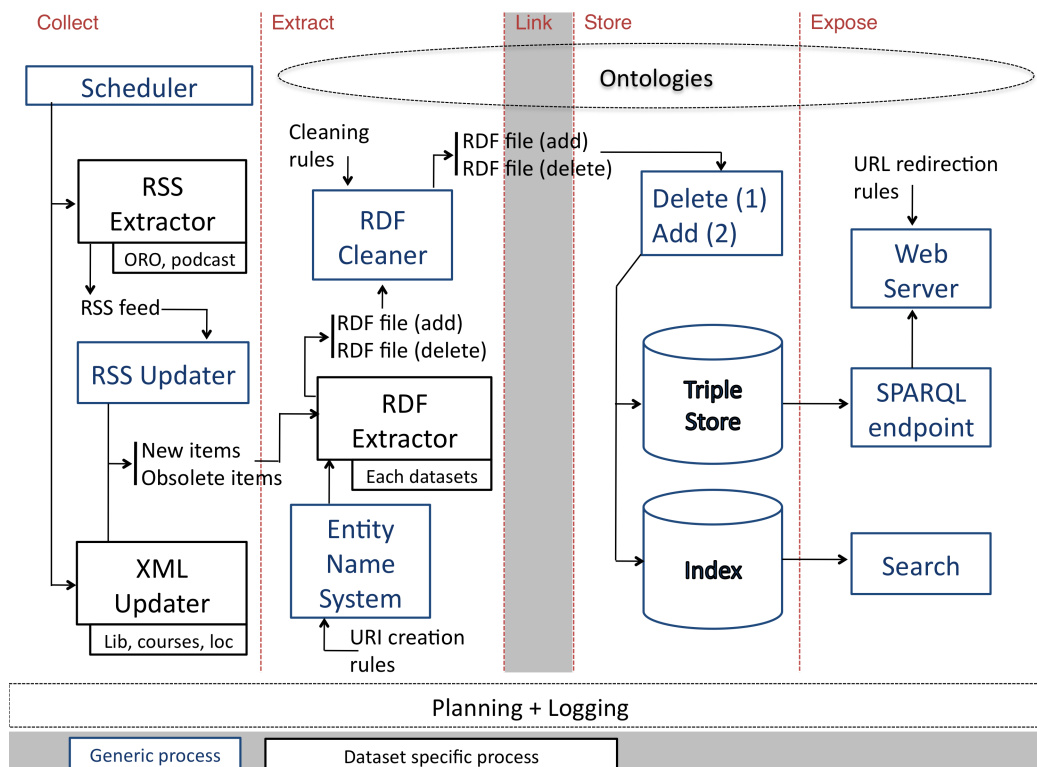 Collect
Extract
Link
Store
Expose
Ontologies
Scheduler
RSS
Extractor
ORO, podcast
RSS feed
RSS Updater
New items
Obsolete items
XML
Updater
Lib, courses, loc
Cleaning
rules
RDF file (add)
RDF file (delete)
RDF
Cleaner
RDF file (add)
RDF file (delete)
RDF
Extractor
Each datasets
Entity
Name
System
URI creation
rules
Delete (1)
Add (2)
Triple
Store
Index
URL redirection
rules
Web
Server
SPARQL
endpoint
Search
Planning + Logging
Generic process
Dataset specific process